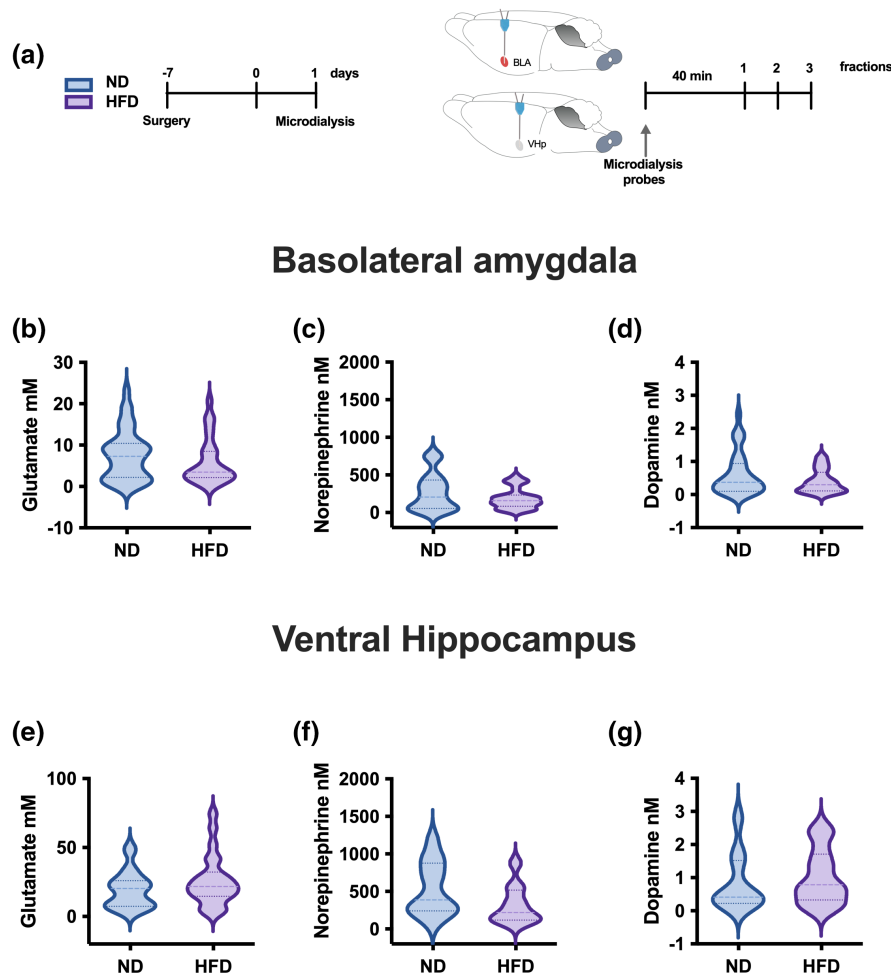 (a)
ND
HFD
-7 0 1 days
Surgery Microdialysis
BLA
VHp
40 min 1 2 3 fractions
Microdialysis
probes
Basolateral amygdala
(b)
Glutamate mM
30
20
10
0
-10
ND HFD
(c)
Norepinephrine nM
2000
1500
1000
500
0
ND HFD
(d)
Dopamine nM
4
3
2
1
0
-1
ND HFD
Ventral Hippocampus
(e)
Glutamate mM
100
50
0
ND HFD
(f)
Norepinephrine nM
2000
1500
1000
500
0
ND HFD
(g)
Dopamine nM
4
3
2
1
0
-1
ND HFD